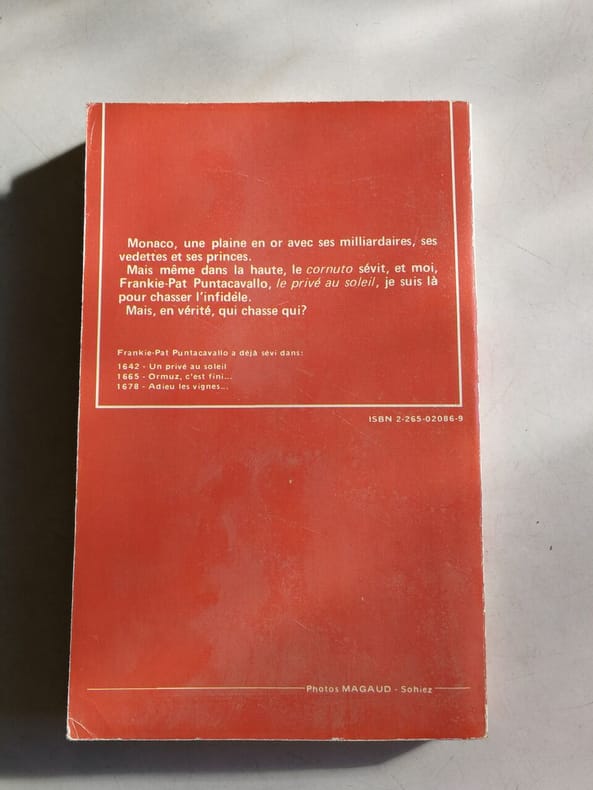 Monaco, une plaine en or avec ses milliardaires, ses
vedettes et ses princes.
Mais même dans la haute, le cornuto sévit, et moi,
Frankie-Pat Puntacavallo, le privé au soleil, je suis là
pour chasser l'infidèle.
Mais, en vérité, qui chasse qui?
Frankie-Pat Puntacavallo a déjà sévi dans:
1642 - Un privé au soleil
1665 - Ormuz, c'est fini...
1678 - Adieu les vignes...
ISBN 2-265-02086-9
Photos MAGAUD - Sohiez